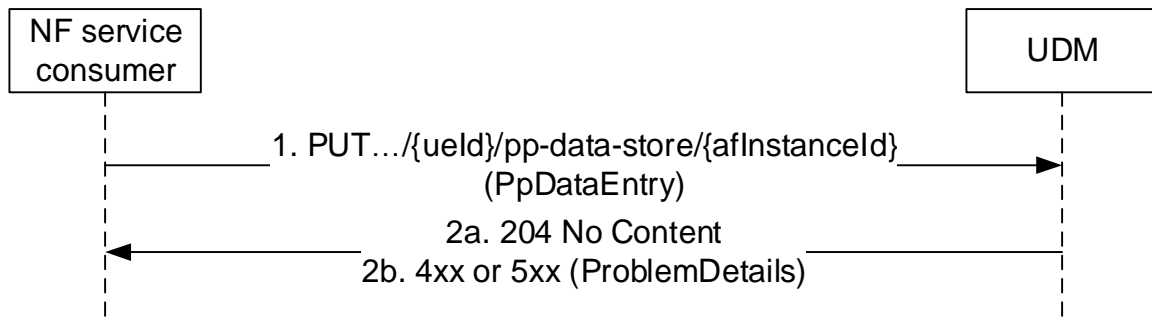 NF service
consumer
UDM
1. PUT…/{ueId}/pp-data-store/{afInstanceId}
(PpDataEntry)
2a. 204 No Content
2b. 4xx or 5xx (ProblemDetails)